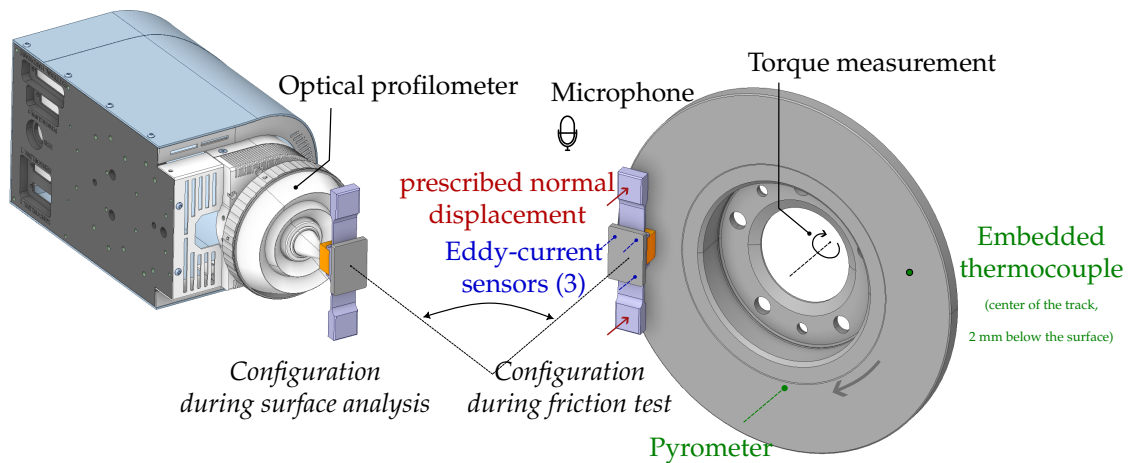 Torque measurement
Optical profilometer
Microphone
prescribed normal
displacement
Eddy-current
sensors (3)
Embedded
thermocouple
(center of the track,
2 mm below the surface)
Configuration
during surface analysis
Configuration
during friction test
Pyrometer